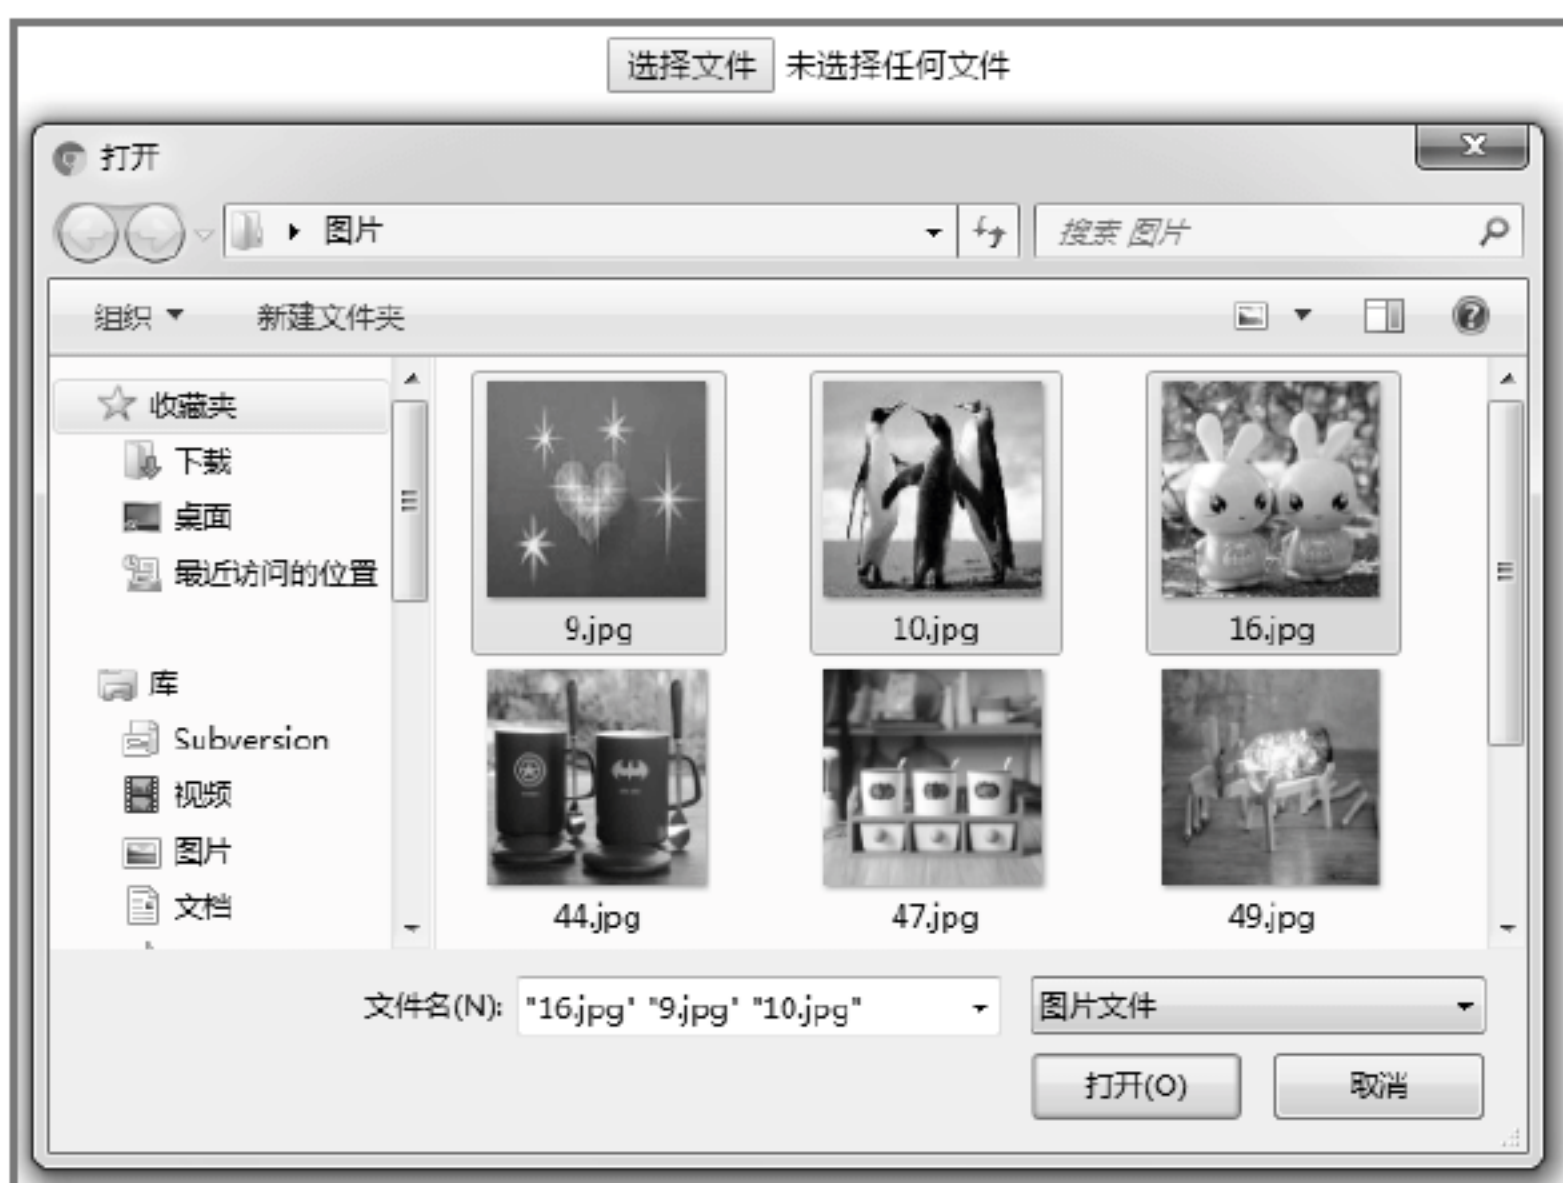 选择文件 未选择任何文件
打开
图片
搜索 图片
组织 新建文件夹
收藏夹
下载
桌面
最近访问的位置
库
Subversion
视频
图片
文档
9.jpg 10.jpg 16.jpg
44.jpg 47.jpg 49.jpg
文件名(N): "16.jpg" "9.jpg" "10.jpg" 图片文件
打开(O) 取消